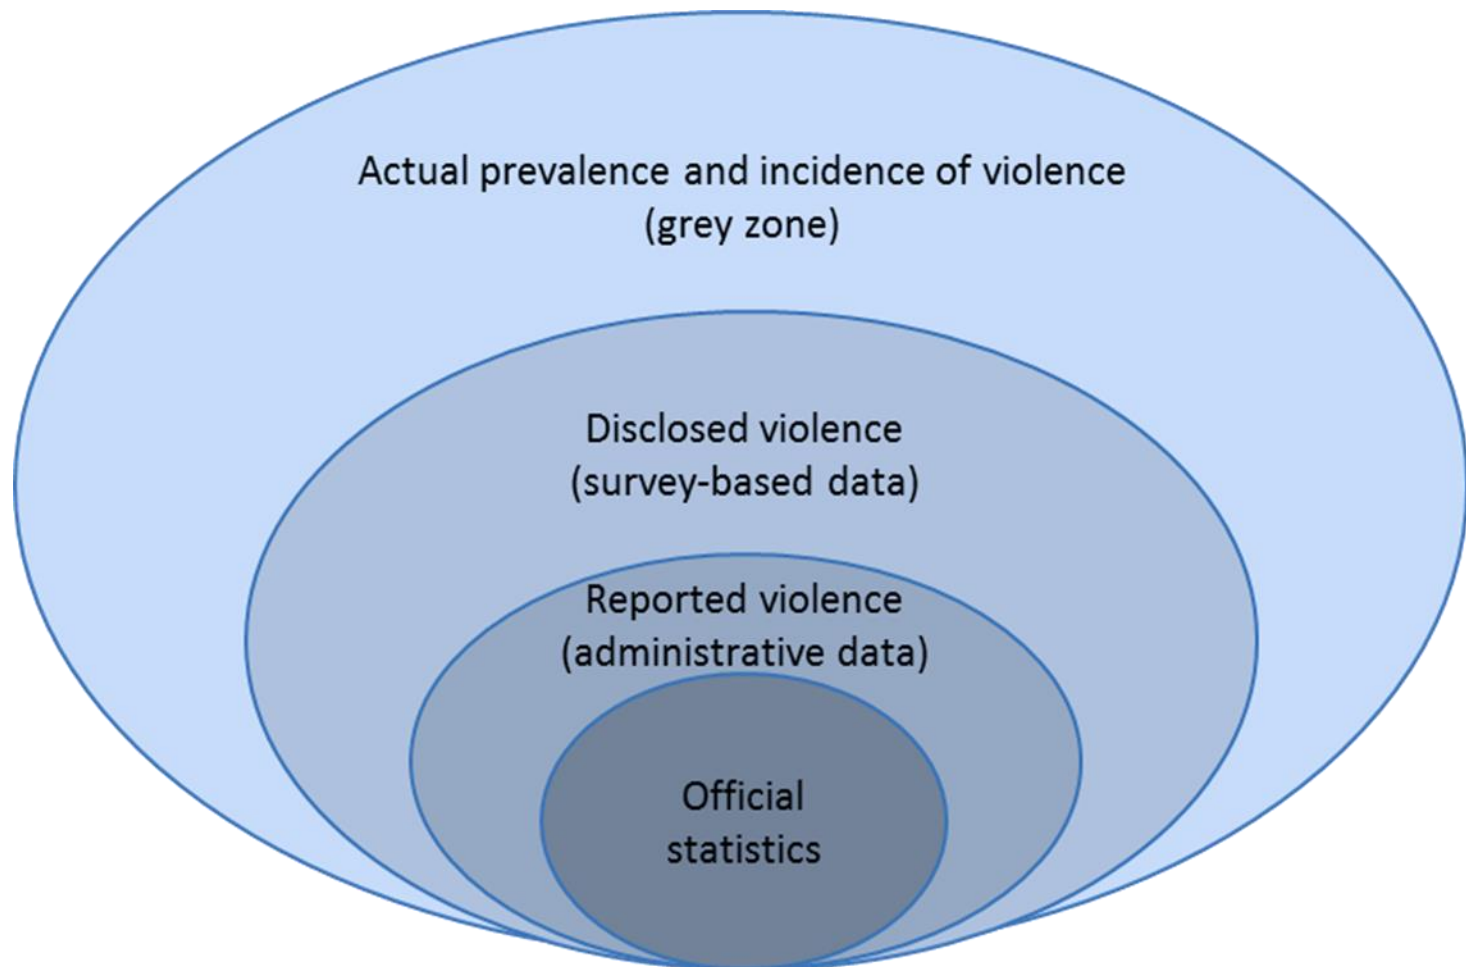 Actual prevalence and incidence of violence
(grey zone)
Disclosed violence
(survey-based data)
Reported violence
(administrative data)
Official
statistics